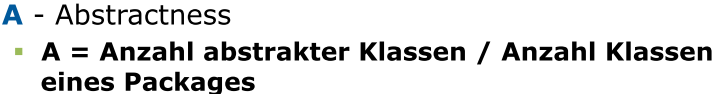 A - Abstractness
▪ A = Anzahl abstrakter Klassen / Anzahl Klassen
eines Packages